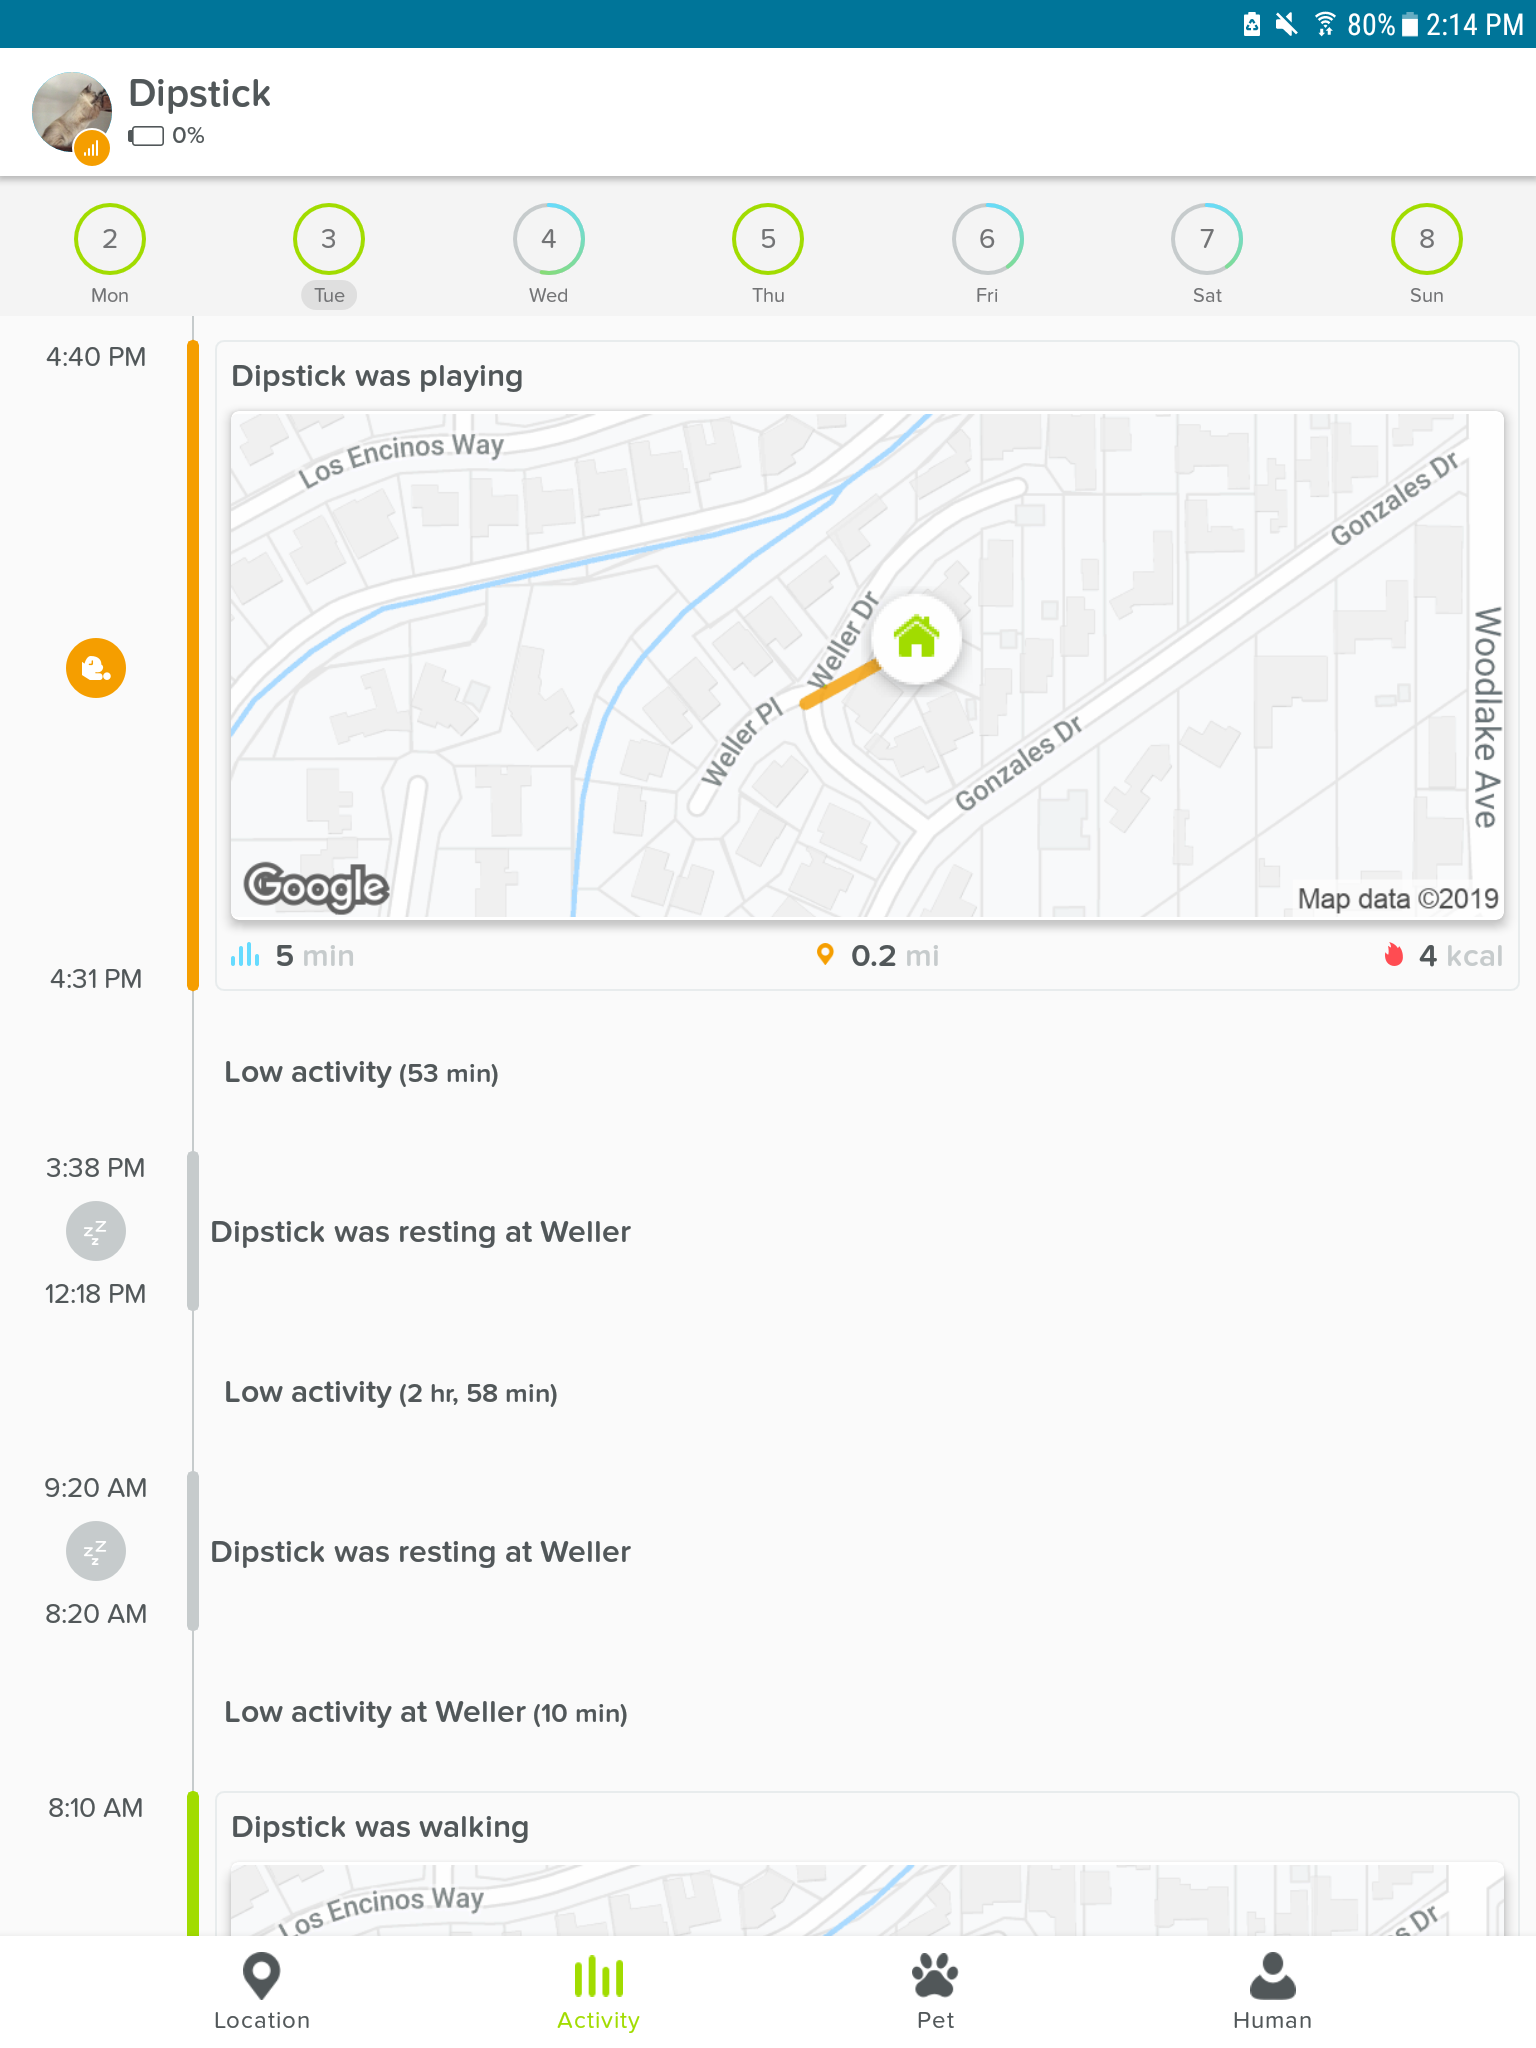 80% 2:14 PM
Dipstick
0%
2 3 4 5 6 7 8
Mon Tue Wed Thu Fri Sat Sun
4:40 PM
Dipstick was playing
Los Encinos Way
Gonzales Dr
Weller Dr
Woodlake Ave
Weller Pl
Gonzales Dr
Google
Map data ©2019
5 min 0.2 mi 4 kcal
4:31 PM
Low activity (53 min)
3:38 PM
zzz
Dipstick was resting at Weller
12:18 PM
Low activity (2 hr, 58 min)
9:20 AM
zzz
Dipstick was resting at Weller
8:20 AM
Low activity at Weller (10 min)
8:10 AM
Dipstick was walking
Los Encinos Way
s Dr
Location Activity Pet Human